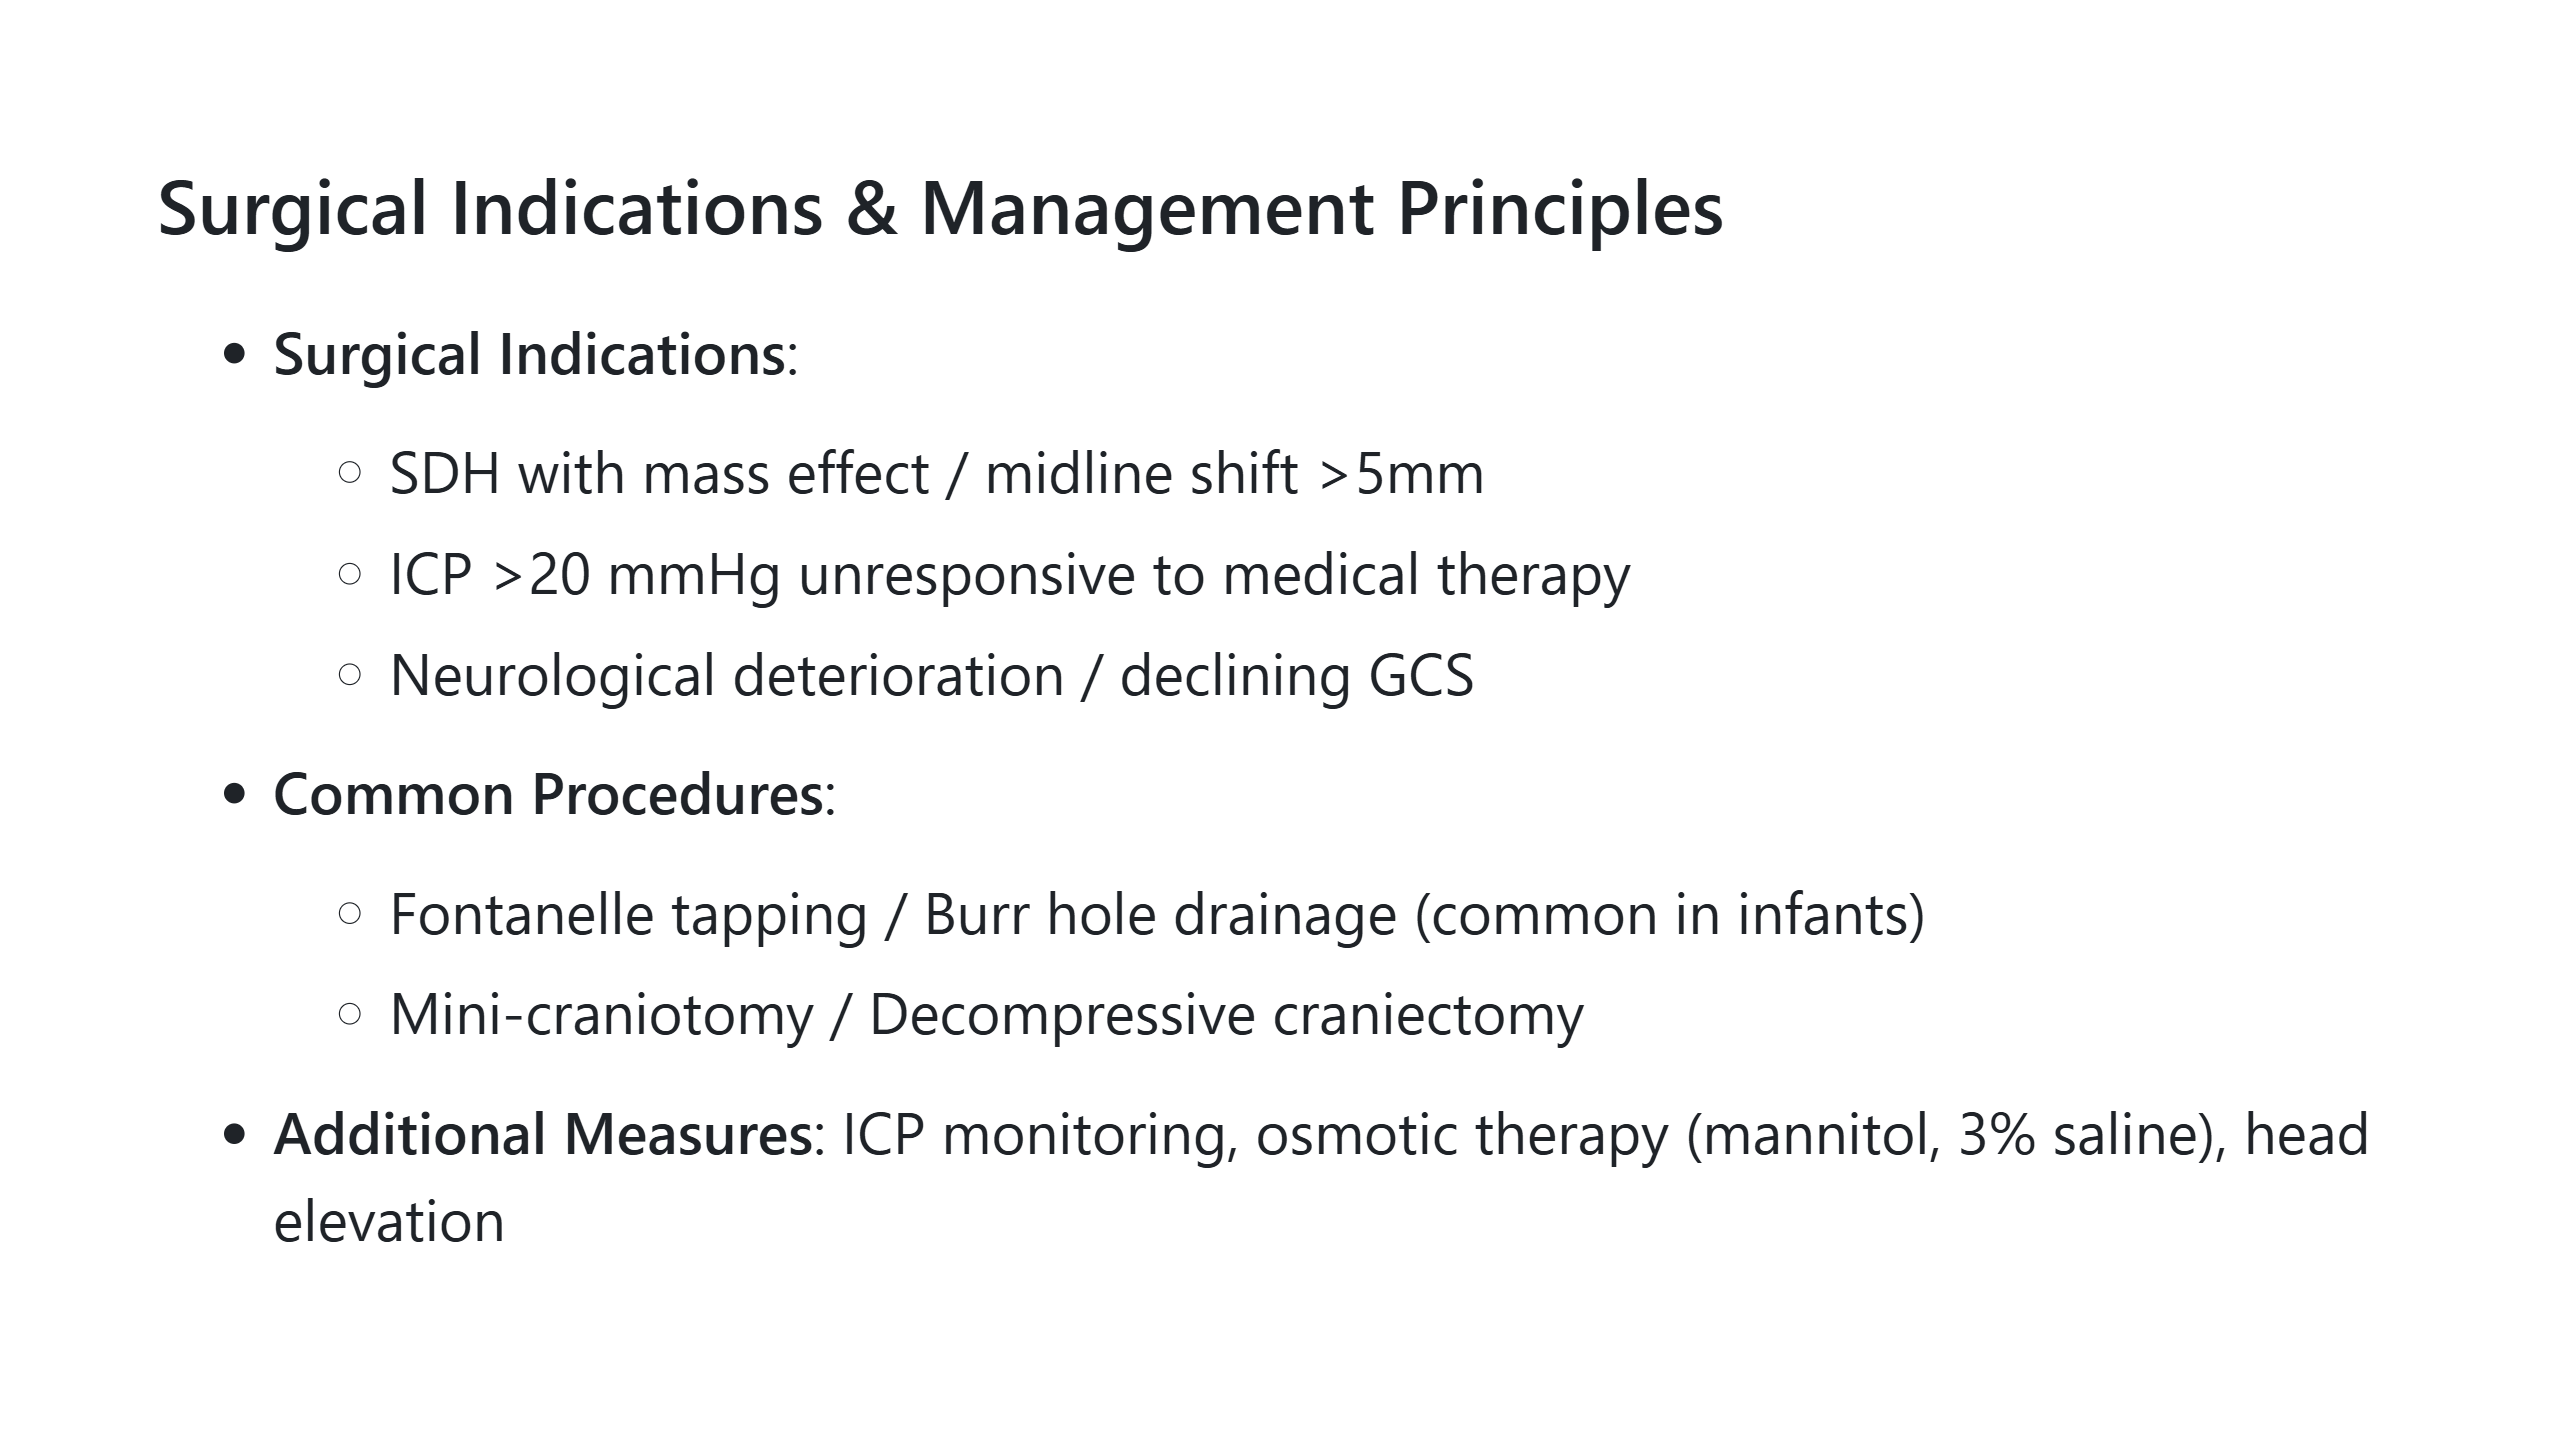 Surgical Indications & Management Principles
• Surgical Indications:
○ SDH with mass effect / midline shift >5mm
○ ICP >20 mmHg unresponsive to medical therapy
○ Neurological deterioration / declining GCS
• Common Procedures:
○ Fontanelle tapping / Burr hole drainage (common in infants)
○ Mini-craniotomy / Decompressive craniectomy
• Additional Measures: ICP monitoring, osmotic therapy (mannitol, 3% saline), head
elevation